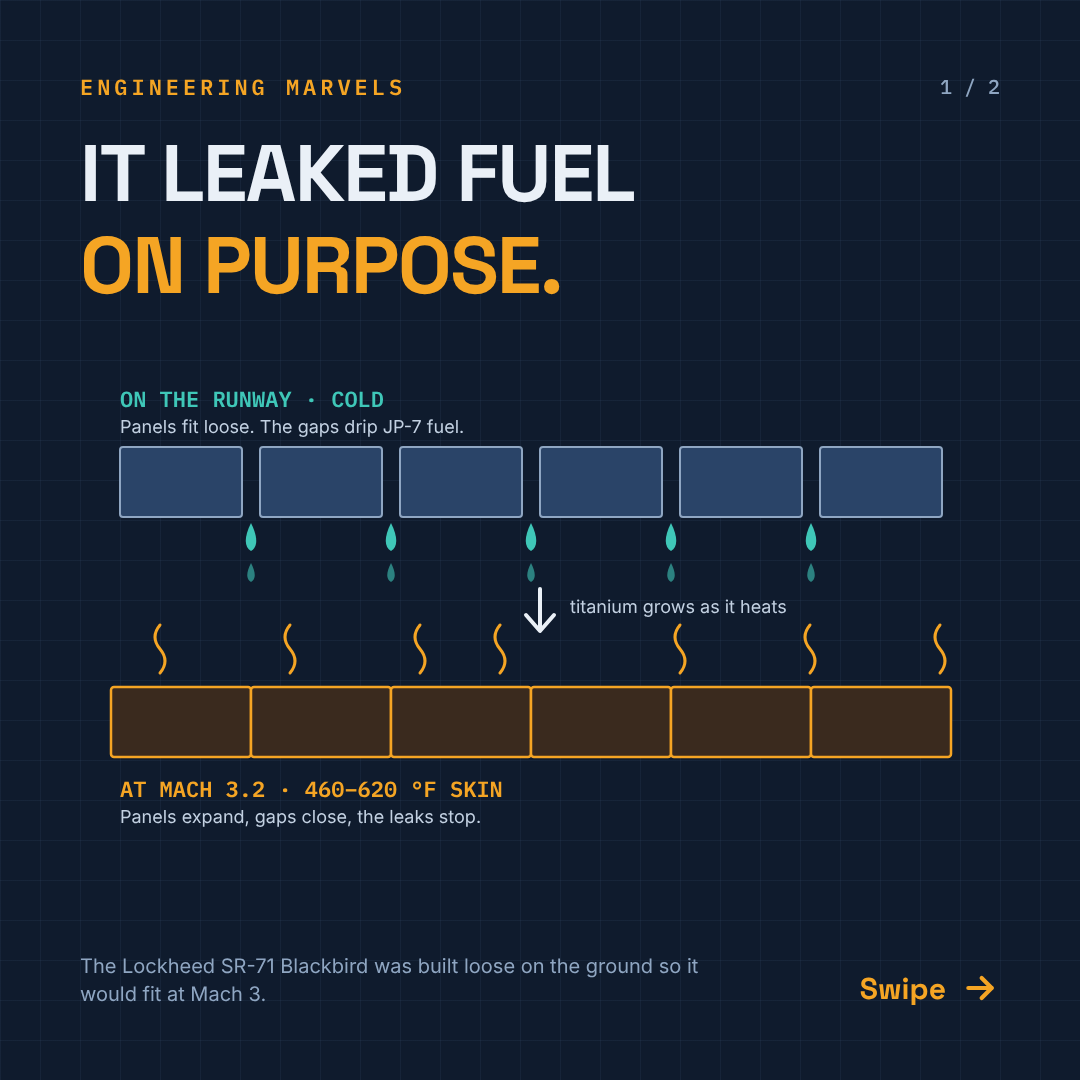 ENGINEERING MARVELS
1 / 2
IT LEAKED FUEL
ON PURPOSE.
ON THE RUNWAY · COLD
Panels fit loose. The gaps drip JP-7 fuel.
titanium grows as it heats
AT MACH 3.2 · 460–620 °F SKIN
Panels expand, gaps close, the leaks stop.
The Lockheed SR-71 Blackbird was built loose on the ground so it
would fit at Mach 3.
Swipe →